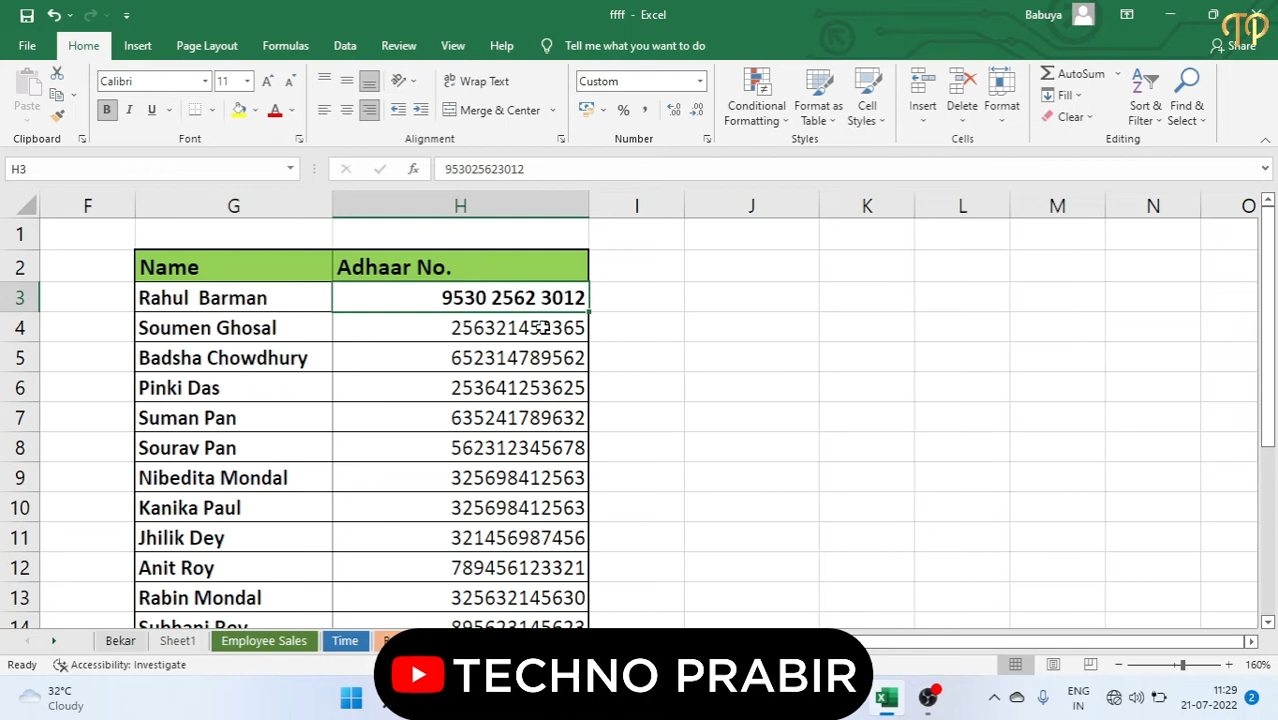 ffff - Excel
Babuya
TP
File Home Insert Page Layout Formulas Data Review View Help Tell me what you want to do Share
Paste Calibri 11 Wrap Text Custom Conditional Format as Cell Insert Delete Format AutoSum Sort & Find &
B I U Merge & Center % , Formatting Table Styles Fill Filter Select
Clear
Clipboard Font Alignment Number Styles Cells Editing
H3 fx 953025623012
F G H I J K L M N O
1
2 Name Adhaar No.
3 Rahul Barman 9530 2562 3012
4 Soumen Ghosal
5 Badsha Chowdhury 652314789562
6 Pinki Das 253641253625
7 Suman Pan 635241789632
8 Sourav Pan 562312345678
9 Nibedita Mondal 325698412563
10 Kanika Paul 325698412563
11 Jhilik Dey 321456987456
12 Anit Roy 789456123321
13 Rabin Mondal 325632145630
14 895623145623
Bekar Sheet1 Employee Sales Time
Ready Accessibility: Investigate 160%
TECHNO PRABIR
32°C
Cloudy
ENG
IN
11:29
21-07-2022
2